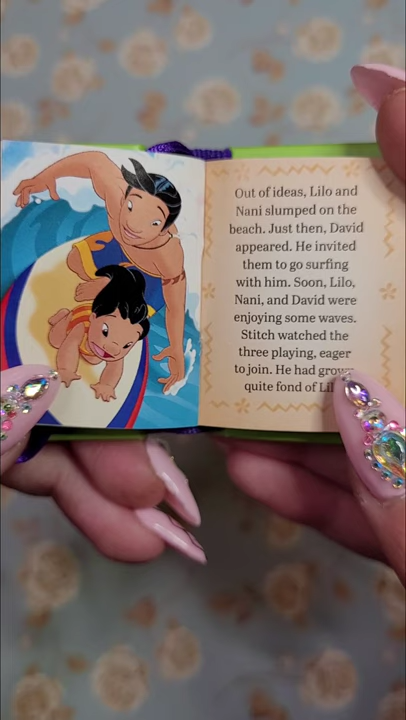 Out of ideas, Lilo and
Nani slumped on the
beach. Just then, David
appeared. He invited
them to go surfing
with him. Soon, Lilo,
Nani, and David were
enjoying some waves.
Stitch watched the
three playing, eager
to join. He had grown
quite fond of